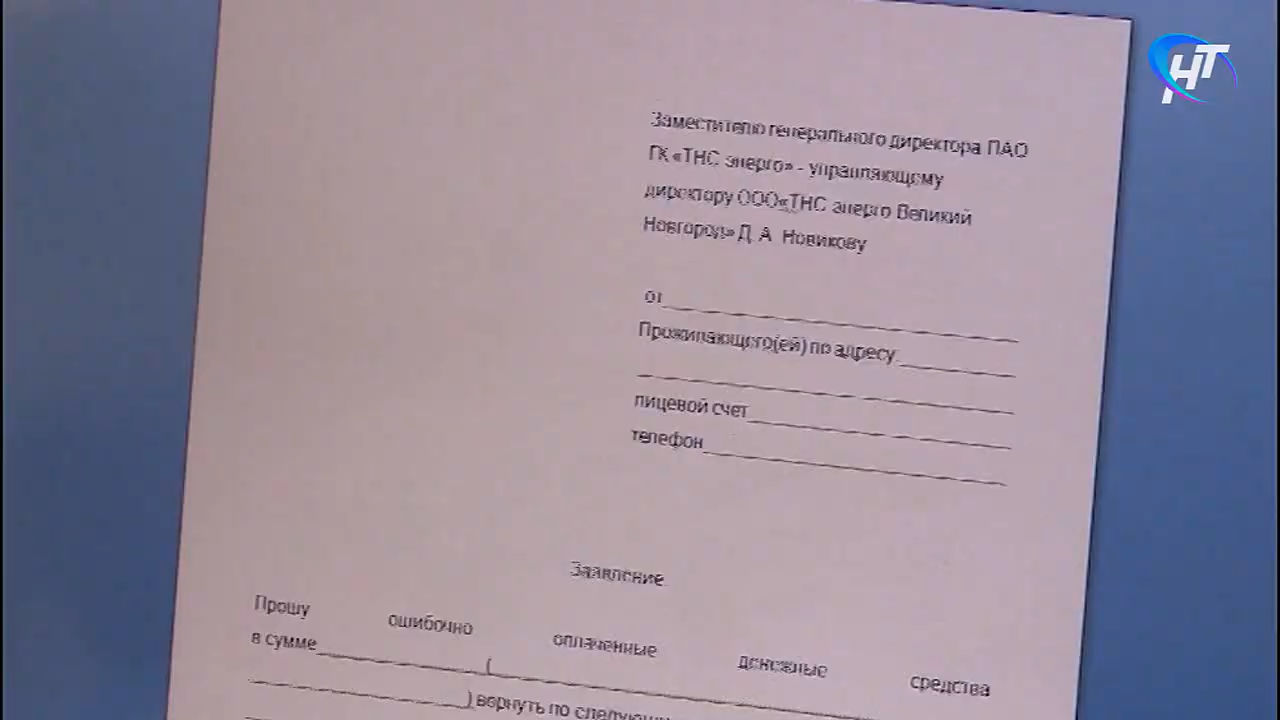 НТ
Заместителю генерального директора ПАО
ГК «ТНС энерго» - управляющему
директору ООО«ТНС энерго Великий
Новгород» Д. А. Новикову
от
Проживающего(ей) по адресу
лицевой счет
телефон
Заявление
Прошу ошибочно оплаченные денежные средства
в сумме (
) вернуть по